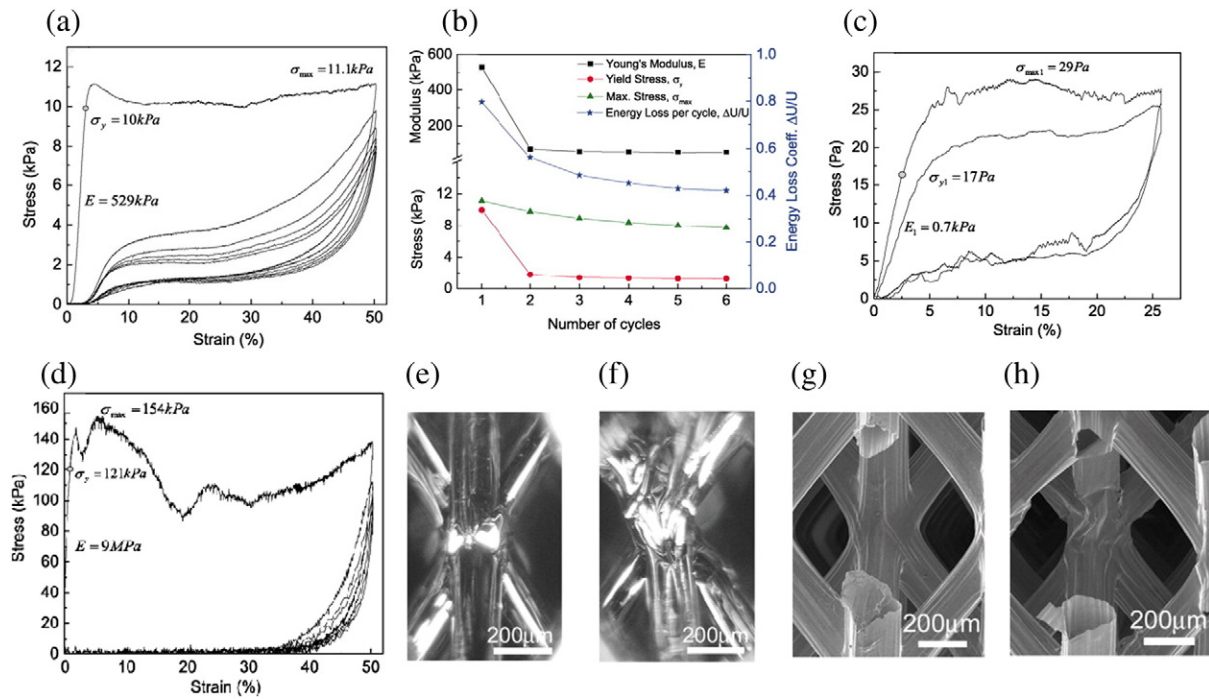 (a)
12
10
8
6
4
2
0
Stress (kPa)
σmax = 11.1kPa
σy = 10kPa
E = 529kPa
0 10 20 30 40 50
Strain (%)
(b)
600
400
200
Modulus (kPa)
12
8
4
0
Stress (kPa)
Young's Modulus, E
Yield Stress, σy
Max. Stress, σmax
Energy Loss per cycle, ΔU/U
1.0
0.8
0.6
0.4
0.2
0.0
Energy Loss Coeff. ΔU/U
1 2 3 4 5 6
Number of cycles
(c)
30
25
20
15
10
5
0
Stress (Pa)
σmax1 = 29Pa
σy1 = 17Pa
E1 = 0.7kPa
0 5 10 15 20 25
Strain (%)
(d)
160
140
120
100
80
60
40
20
0
Stress (kPa)
σmax = 154kPa
σy = 121kPa
E = 9MPa
0 10 20 30 40 50
Strain (%)
(e)
200μm
(f)
200μm
(g)
200μm
(h)
200μm